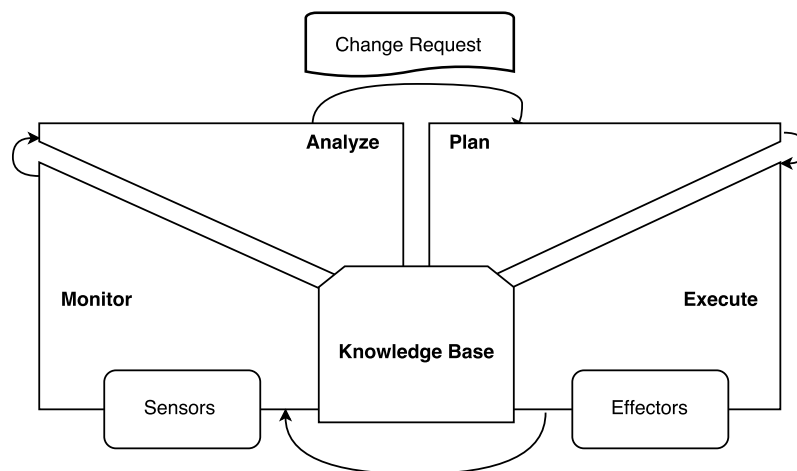 Change Request
Analyze
Plan
Monitor
Execute
Knowledge Base
Sensors
Effectors